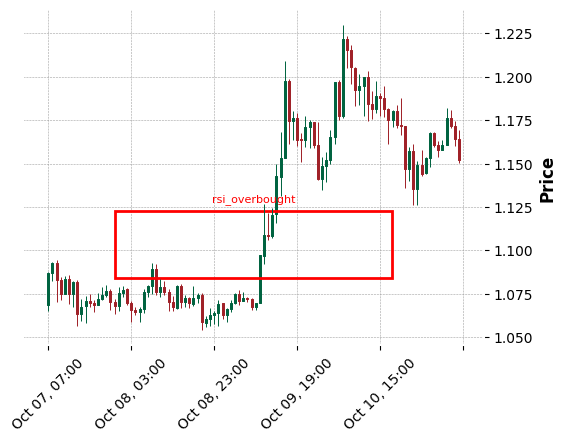 1.225
1.200
1.175
1.150
1.125
1.100
1.075
1.050
Price
rsi_overbought
Oct 07, 07:00
Oct 08, 03:00
Oct 08, 23:00
Oct 09, 19:00
Oct 10, 15:00